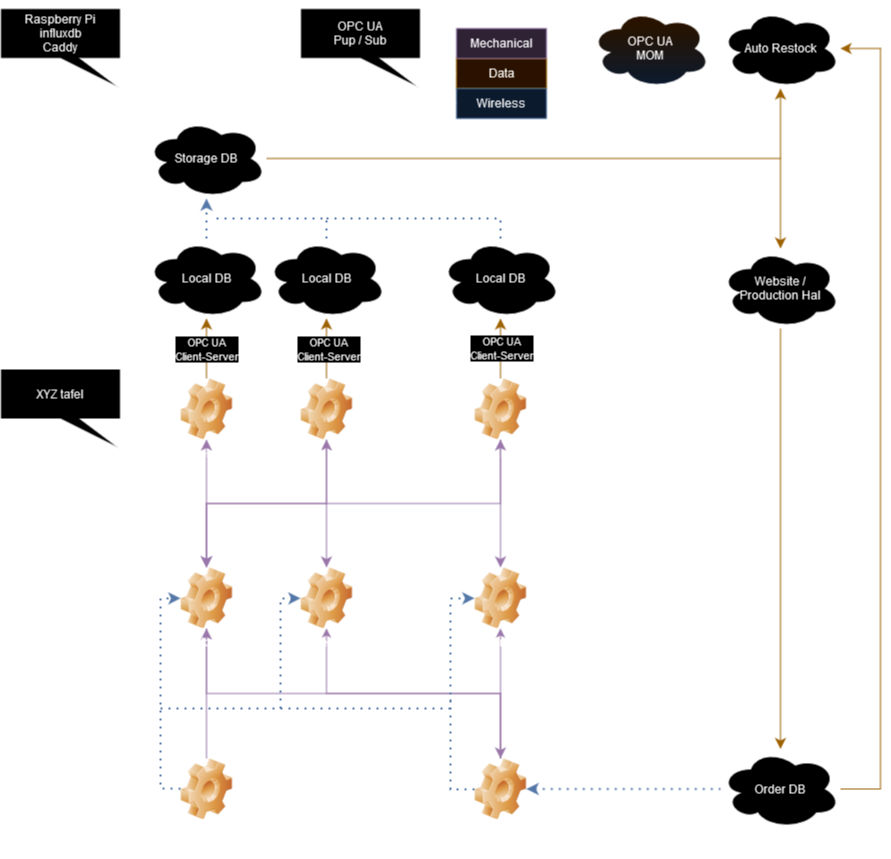 Raspberry Pi
influxdb
Caddy
OPC UA
Pup / Sub
Mechanical
Data
Wireless
OPC UA
MOM
Auto Restock
Storage DB
Local DB
Local DB
Local DB
Website /
Production Hal
OPC UA
Client-Server
OPC UA
Client-Server
OPC UA
Client-Server
XYZ tafel
Order DB